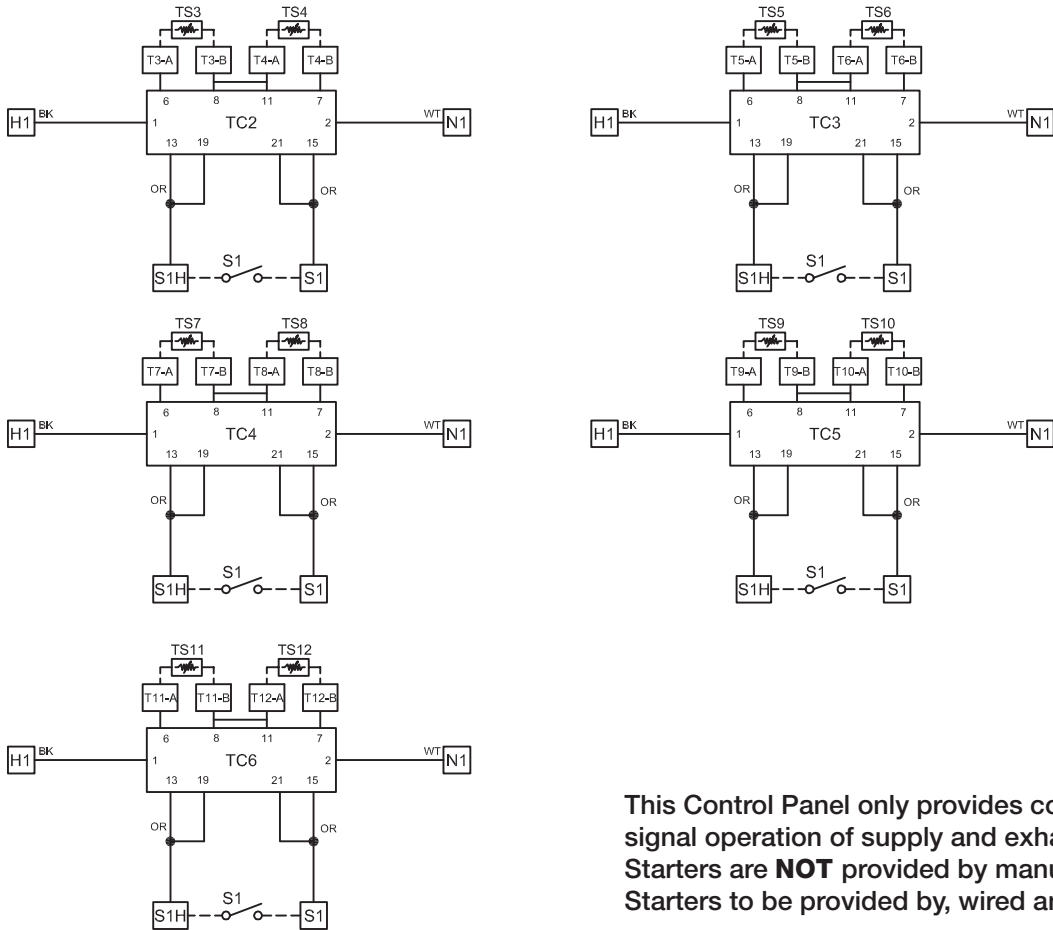 TS3 TS4
T3-A T3-B T4-A T4-B
6 8 11 7
H1 BK 1 TC2 2 WT N1
13 19 21 15
OR OR
S1
S1H S1
TS5 TS6
T5-A T5-B T6-A T6-B
6 8 11 7
H1 BK 1 TC3 2 WT N1
13 19 21 15
OR OR
S1
S1H S1
TS7 TS8
T7-A T7-B T8-A T8-B
6 8 11 7
H1 BK 1 TC4 2 WT N1
13 19 21 15
OR OR
S1
S1H S1
TS9 TS10
T9-A T9-B T10-A T10-B
6 8 11 7
H1 BK 1 TC5 2 WT N1
13 19 21 15
OR OR
S1
S1H S1
TS11 TS12
T11-A T11-B T12-A T12-B
6 8 11 7
H1 BK 1 TC6 2 WT N1
13 19 21 15
OR OR
S1
S1H S1
This Control Panel only provides
signal operation of supply and
Starters are NOT provided by
Starters to be provided by, wired